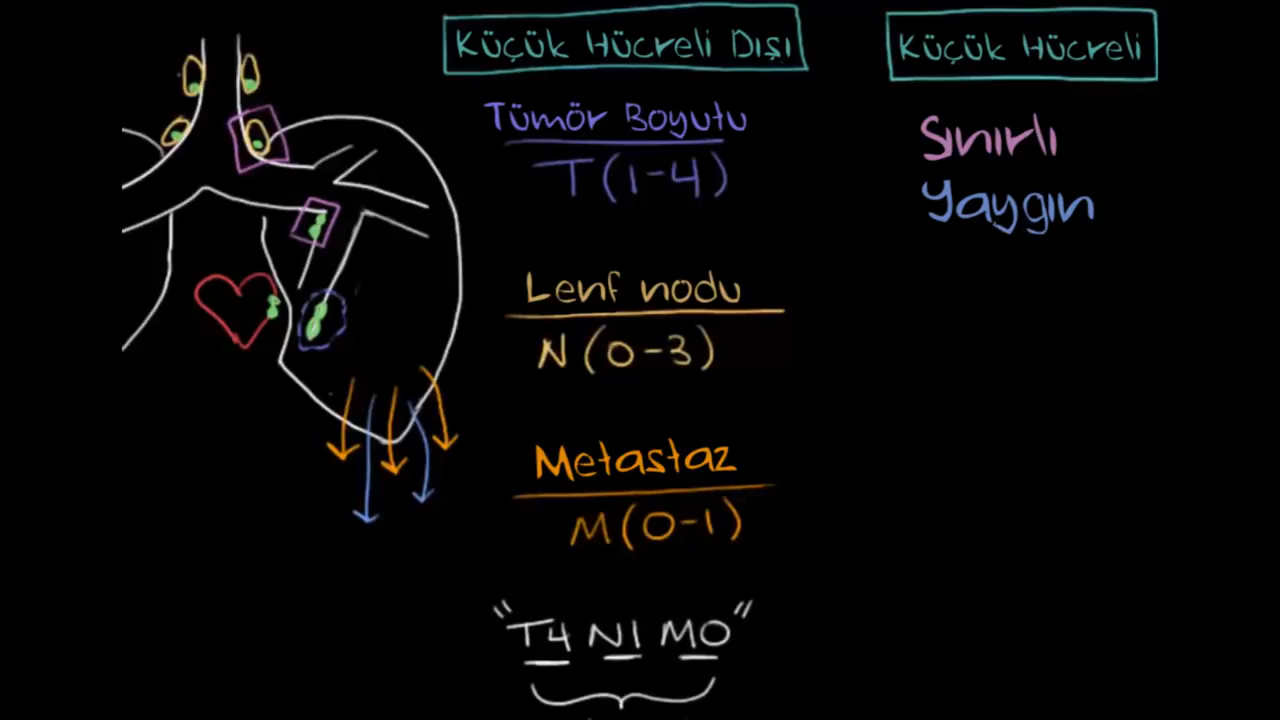 Küçük Hücreli Dışı
Tümör Boyutu
T (1-4)
Lenf nodu
N (0-3)
Metastaz
M (0-1)
"T4 N1 M0"
Küçük Hücreli
Sınırlı
Yaygın